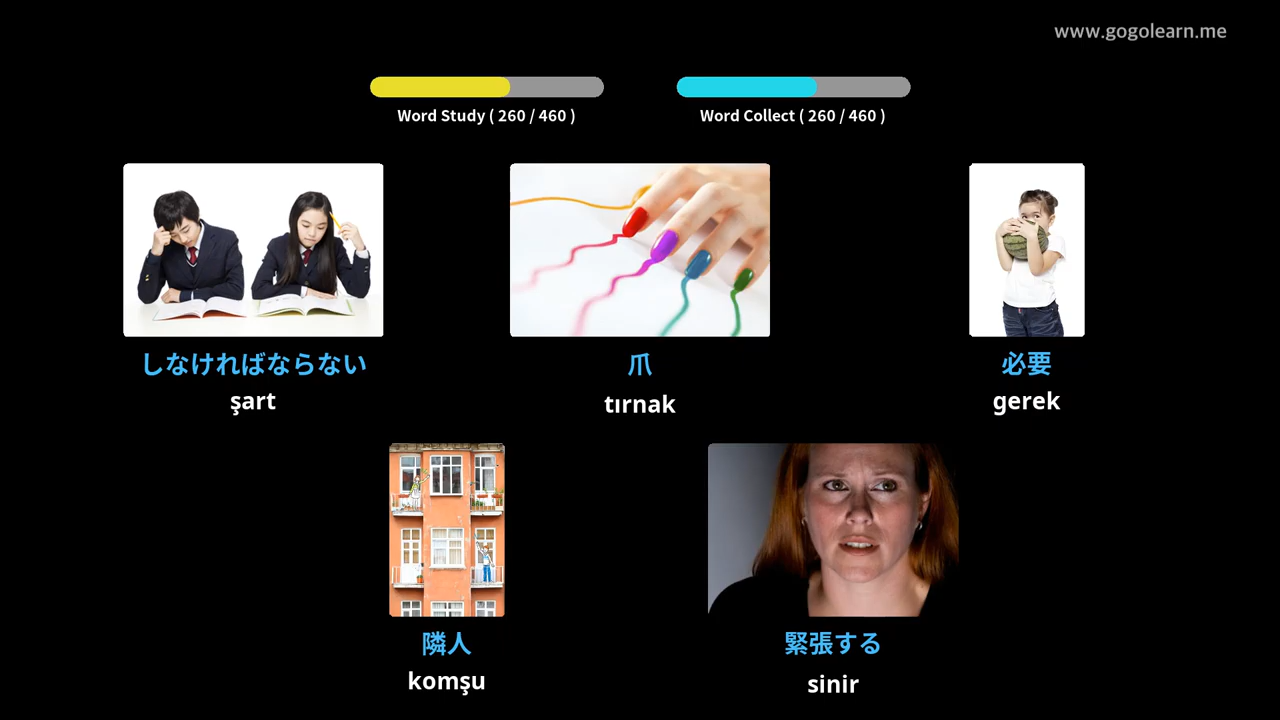 www.gogolearn.me
Word Study ( 260 / 460 )
Word Collect ( 260 / 460 )
しなければならない
şart
爪
tırnak
必要
gerek
隣人
komşu
緊張する
sinir